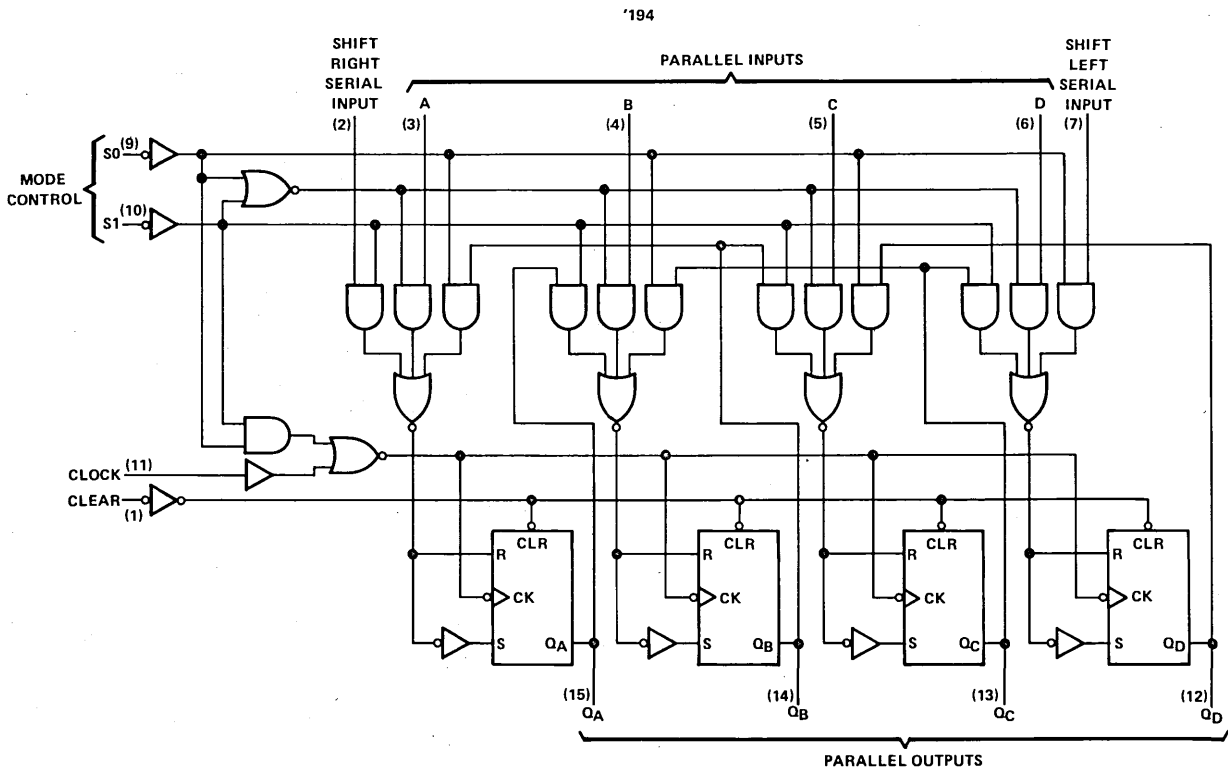 '194
SHIFT
RIGHT
SERIAL
INPUT
(2)
PARALLEL INPUTS
A
(3)
B
(4)
C
(5)
D
(6)
SHIFT
LEFT
SERIAL
INPUT
(7)
MODE
CONTROL
S0 (9)
S1 (10)
CLOCK (11)
CLEAR
(1)
CLR
R
CK
S
QA
CLR
R
CK
S
QB
CLR
R
CK
S
QC
CLR
R
CK
S
QD
(15)
QA
(14)
QB
(13)
QC
(12)
QD
PARALLEL OUTPUTS